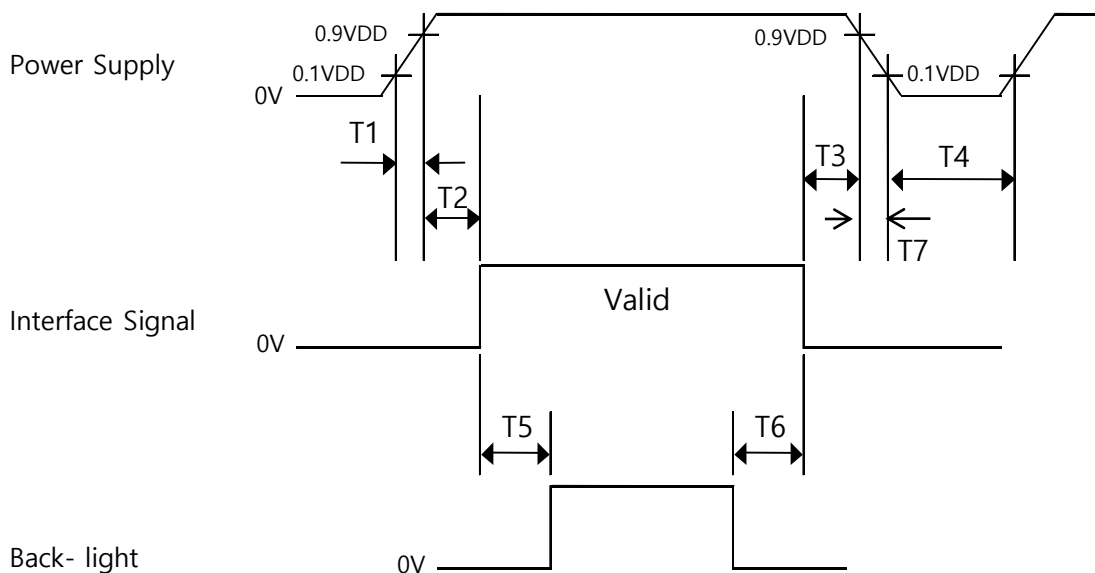 0.9VDD
0.9VDD
Power Supply
0.1VDD
0.1VDD
0V
T1
T3
T4
T2
T7
Valid
Interface Signal
0V
T5
T6
Back- light
0V